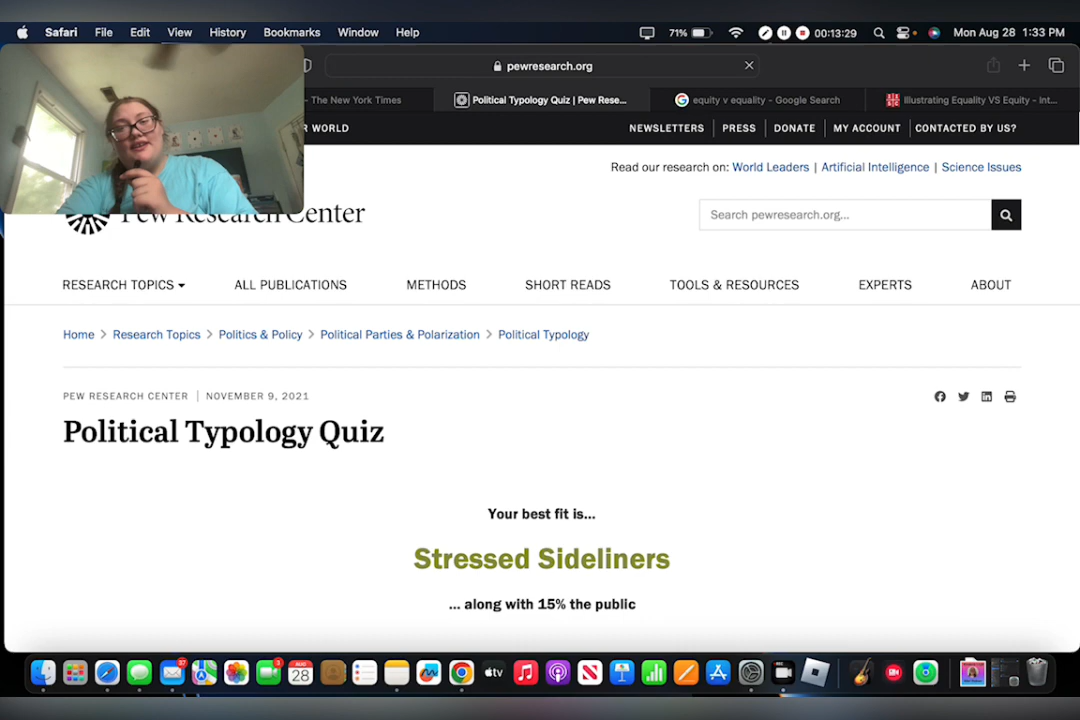 Safari File Edit View History Bookmarks Window Help 71% 00:13:29 Mon Aug 28 1:33 PM
pewresearch.org
- The New York Times Political Typology Quiz | Pew Rese... equity v equality - Google Search Illustrating Equality VS Equity - Int...
R WORLD NEWSLETTERS PRESS DONATE MY ACCOUNT CONTACTED BY US?
Read our research on: World Leaders | Artificial Intelligence | Science Issues
Pew Research Center Search pewresearch.org...
RESEARCH TOPICS ALL PUBLICATIONS METHODS SHORT READS TOOLS & RESOURCES EXPERTS ABOUT
Home > Research Topics > Politics & Policy > Political Parties & Polarization > Political Typology
PEW RESEARCH CENTER | NOVEMBER 9, 2021
Political Typology Quiz
Your best fit is...
Stressed Sideliners
... along with 15% the public
37 AUG 28 3 tv